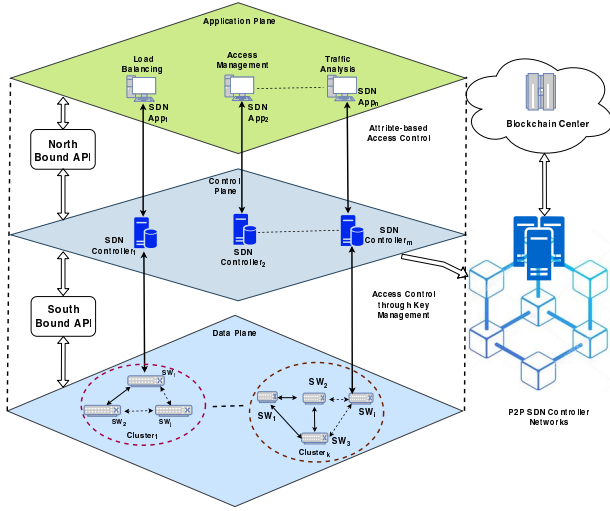 Application Plane
Load
Balancing
Access
Management
Traffic
Analysis
SDN
App1
SDN
App2
SDN
Appn
Blockchain Center
Attribte-based
Access Control
North
Bound API
Control
Plane
SDN
Controller1
SDN
Controller2
SDN
Controllerm
South
Bound API
Access Control
through Key
Management
Data Plane
SWi
SW2
SWj
Cluster1
SW2
SW1
SWi
SW3
Clusterk
P2P SDN Controller
Networks